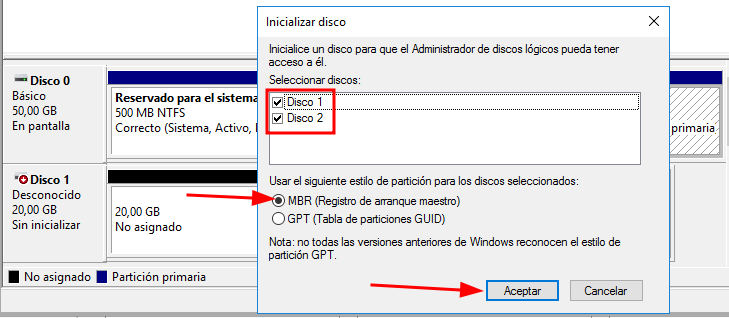 Inicializar disco
Inicialice un disco para que el Administrador de discos lógicos pueda tener
acceso a él.
Seleccionar discos:
Disco 1
Disco 2
Usar el siguiente estilo de partición para los discos seleccionados:
MBR (Registro de arranque maestro)
GPT (Tabla de particiones GUID)
Nota: no todas las versiones anteriores de Windows reconocen el estilo de
partición GPT.
Aceptar
Cancelar
Disco 0
Básico
50,00 GB
En pantalla
Reservado para el sistema
500 MB NTFS
Correcto (Sistema, Activo,
primaria
Disco 1
Desconocido
20,00 GB
Sin inicializar
20,00 GB
No asignado
No asignado
Partición primaria